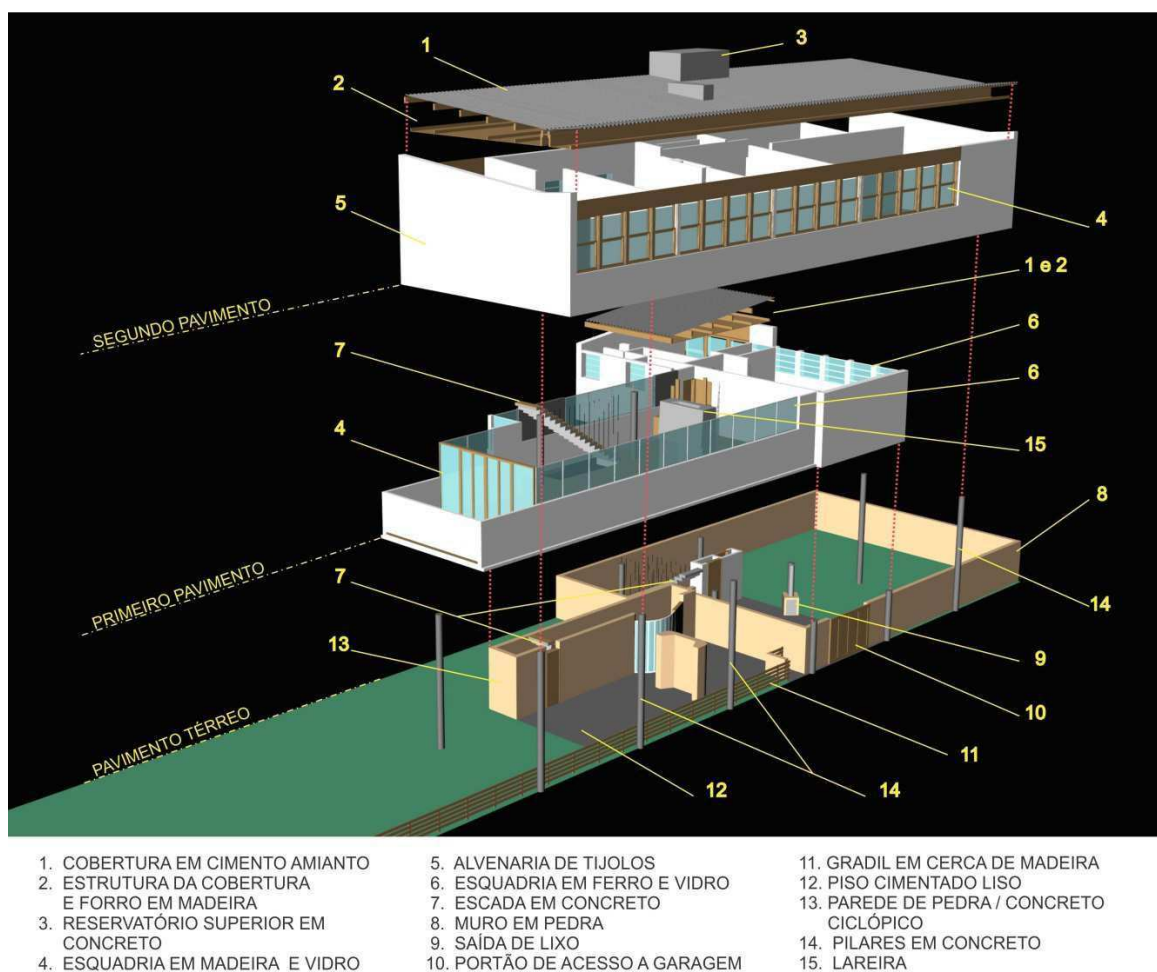 1
3
2
5
4
1 e 2
SEGUNDO PAVIMENTO
6
7
6
4
15
8
PRIMEIRO PAVIMENTO
7
14
13
9
10
PAVIMENTO TÉRREO
11
12
14
1. COBERTURA EM CIMENTO AMIANTO
2. ESTRUTURA DA COBERTURA
E FORRO EM MADEIRA
3. RESERVATÓRIO SUPERIOR EM
CONCRETO
4. ESQUADRIA EM MADEIRA E VIDRO
5. ALVENARIA DE TIJOLOS
6. ESQUADRIA EM FERRO E VIDRO
7. ESCADA EM CONCRETO
8. MURO EM PEDRA
9. SAÍDA DE LIXO
10. PORTÃO DE ACESSO A GARAGEM
11. GRADIL EM CERCA DE MADEIRA
12. PISO CIMENTADO LISO
13. PAREDE DE PEDRA / CONCRETO
CICLÓPICO
14. PILARES EM CONCRETO
15. LAREIRA